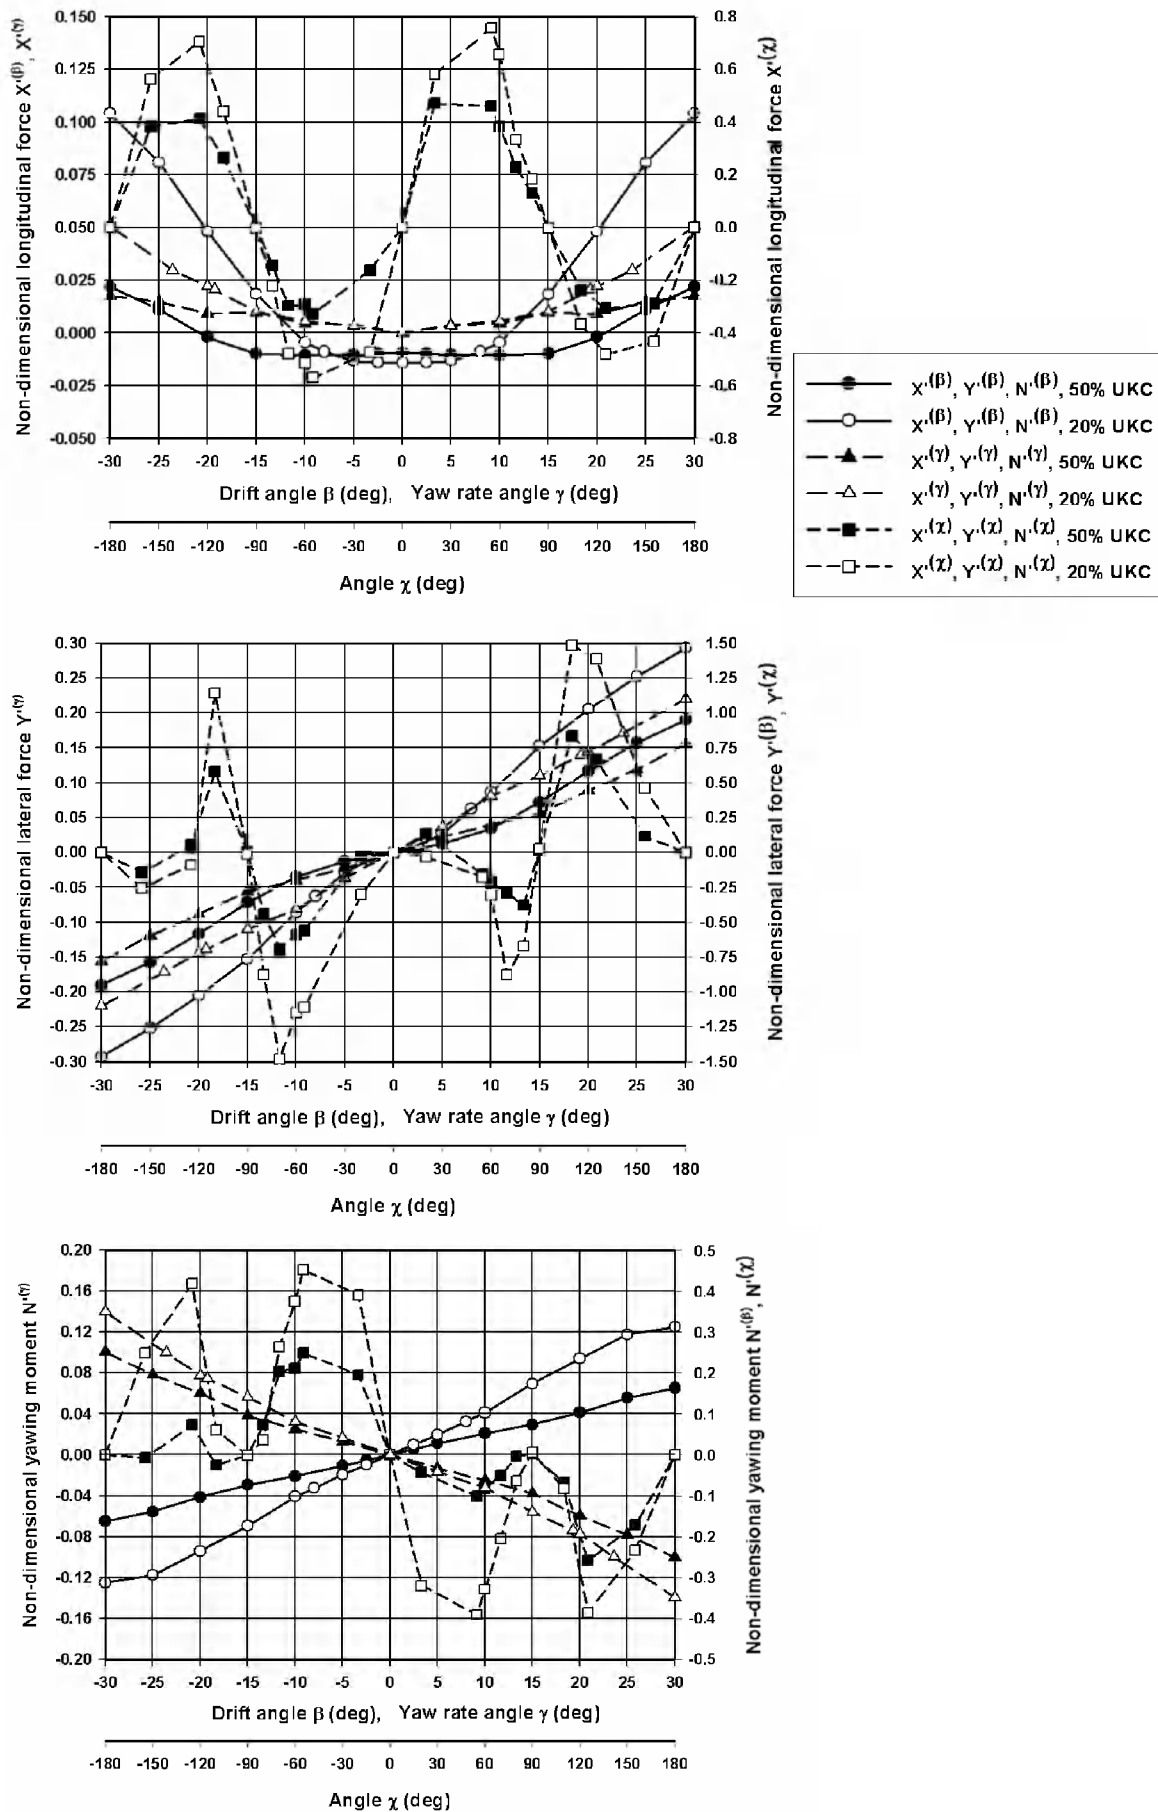 Non-dimensional longitudinal force X'(β), X'(γ)
0.150
0.125
0.100
0.075
0.050
0.025
0.000
-0.025
-0.050
0.8
0.6
0.4
0.2
0.0
-0.2
-0.4
-0.6
-0.8
Non-dimensional longitudinal force X'(χ)
-30 -25 -20 -15 -10 -5 0 5 10 15 20 25 30
Drift angle β (deg), Yaw rate angle γ (deg)
-180 -150 -120 -90 -60 -30 0 30 60 90 120 150 180
Angle χ (deg)
X'(β), Y'(β), N'(β), 50% UKC
X'(β), Y'(β), N'(β), 20% UKC
X'(γ), Y'(γ), N'(γ), 50% UKC
X'(γ), Y'(γ), N'(γ), 20% UKC
X'(χ), Y'(χ), N'(χ), 50% UKC
X'(χ), Y'(χ), N'(χ), 20% UKC
Non-dimensional lateral force Y'(γ)
0.30
0.25
0.20
0.15
0.10
0.05
0.00
-0.05
-0.10
-0.15
-0.20
-0.25
-0.30
1.50
1.25
1.00
0.75
0.50
0.25
0.00
-0.25
-0.50
-0.75
-1.00
-1.25
-1.50
Non-dimensional lateral force Y'(β), Y'(χ)
-30 -25 -20 -15 -10 -5 0 5 10 15 20 25 30
Drift angle β (deg), Yaw rate angle γ (deg)
-180 -150 -120 -90 -60 -30 0 30 60 90 120 150 180
Angle χ (deg)
Non-dimensional yawing moment N'(γ)
0.20
0.16
0.12
0.08
0.04
0.00
-0.04
-0.08
-0.12
-0.16
-0.20
0.5
0.4
0.3
0.2
0.1
0.0
-0.1
-0.2
-0.3
-0.4
-0.5
Non-dimensional yawing moment N'(β), N'(χ)
-30 -25 -20 -15 -10 -5 0 5 10 15 20 25 30
Drift angle β (deg), Yaw rate angle γ (deg)
-180 -150 -120 -90 -60 -30 0 30 60 90 120 150 180
Angle χ (deg)